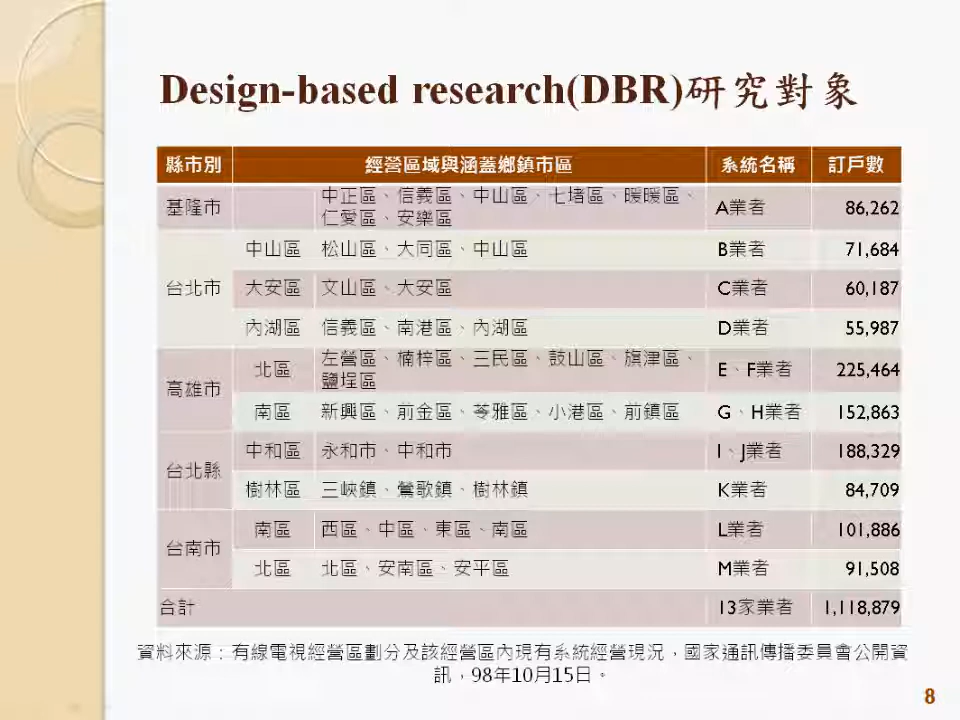 Design-based research(DBR)研究對象
縣市別 經營區域與涵蓋鄉鎮市區 系統名稱 訂戶數
基隆市 中正區、信義區、中山區、七堵區、暖暖區、
仁愛區、安樂區 A業者 86,262
台北市 中山區 松山區、大同區、中山區 B業者 71,684
大安區 文山區、大安區 C業者 60,187
內湖區 信義區、南港區、內湖區 D業者 55,987
高雄市 北區 左營區、楠梓區、三民區、鼓山區、旗津區、
鹽埕區 E、F業者 225,464
南區 新興區、前金區、苓雅區、小港區、前鎮區 G、H業者 152,863
台北縣 中和區 永和市、中和市 I、J業者 188,329
樹林區 三峽鎮、鶯歌鎮、樹林鎮 K業者 84,709
台南市 南區 西區、中區、東區、南區 L業者 101,886
北區 北區、安南區、安平區 M業者 91,508
合計 13家業者 1,118,879
資料來源：有線電視經營區劃分及該經營區內現有系統經營現況，國家通訊傳播委員會公開資
訊，98年10月15日。
8